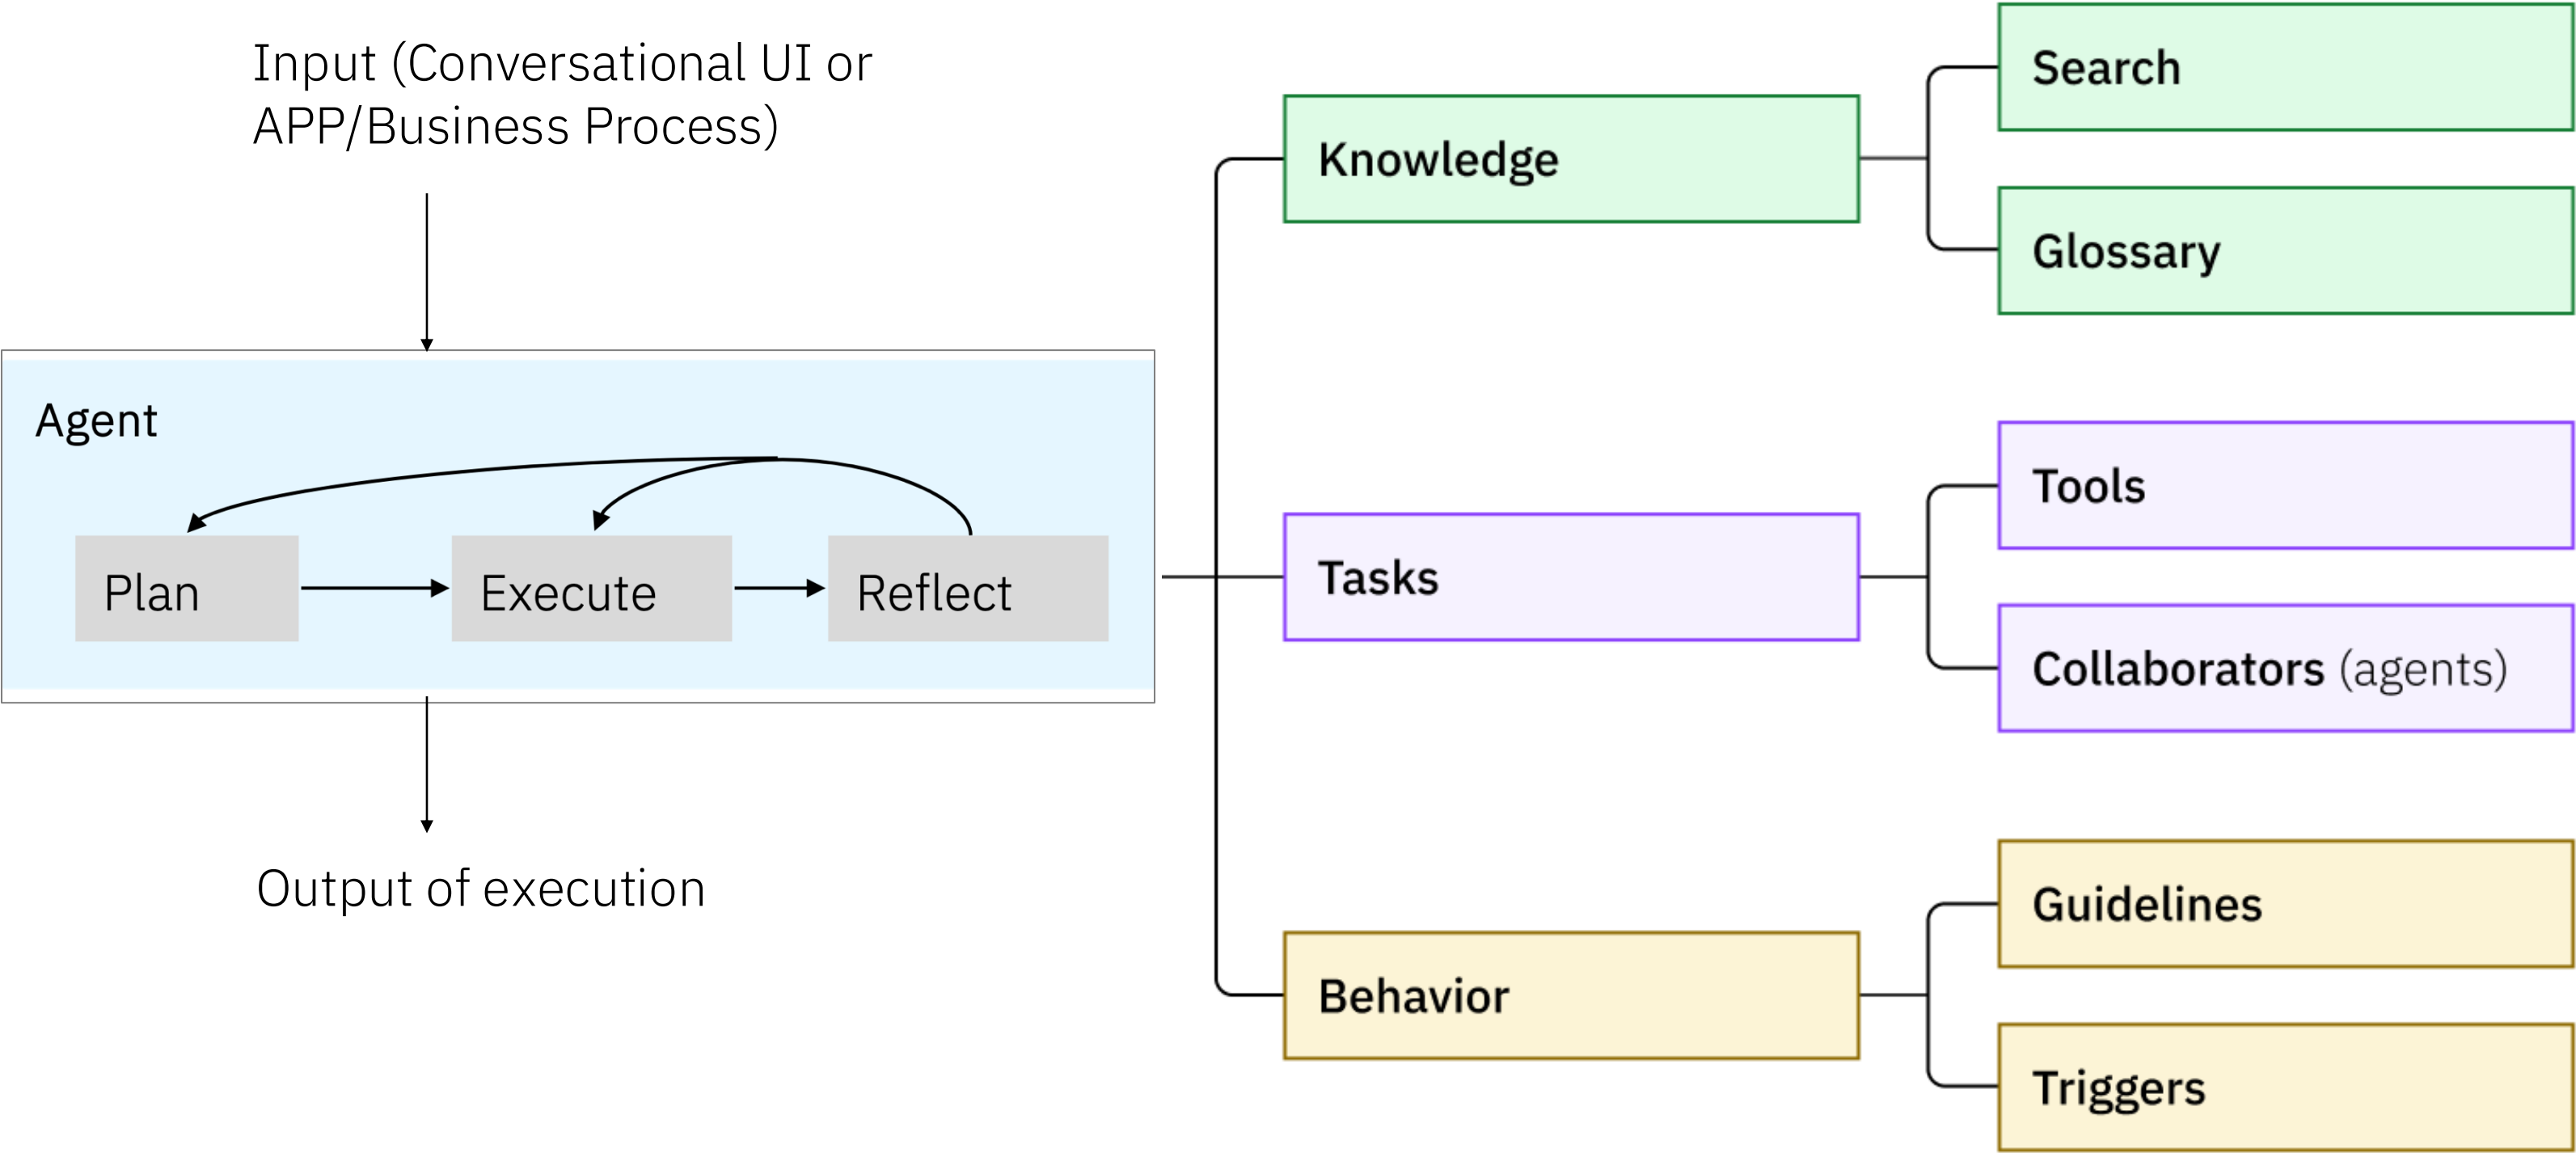 Input (Conversational UI or
APP/Business Process)
Agent
Plan
Execute
Reflect
Output of execution
Knowledge
Search
Glossary
Tasks
Tools
Collaborators (agents)
Behavior
Guidelines
Triggers